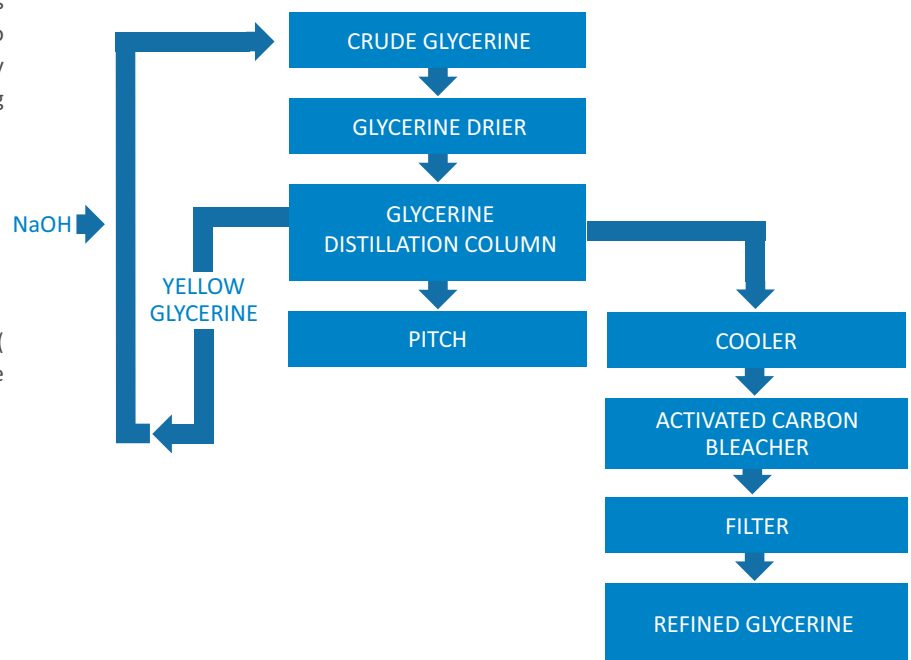 CRUDE GLYCERINE
GLYCERINE DRIER
NaOH
GLYCERINE
DISTILLATION COLUMN
YELLOW
GLYCERINE
PITCH
COOLER
ACTIVATED CARBON
BLEACHER
FILTER
REFINED GLYCERINE